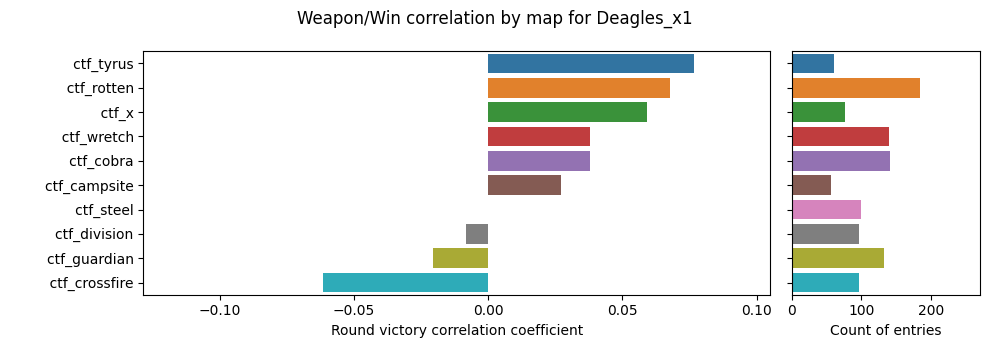 Weapon/Win correlation by map for Deagles_x1
ctf_tyrus
ctf_rotten
ctf_x
ctf_wretch
ctf_cobra
ctf_campsite
ctf_steel
ctf_division
ctf_guardian
ctf_crossfire
−0.10 −0.05 0.00 0.05 0.10
Round victory correlation coefficient
0 100 200
Count of entries